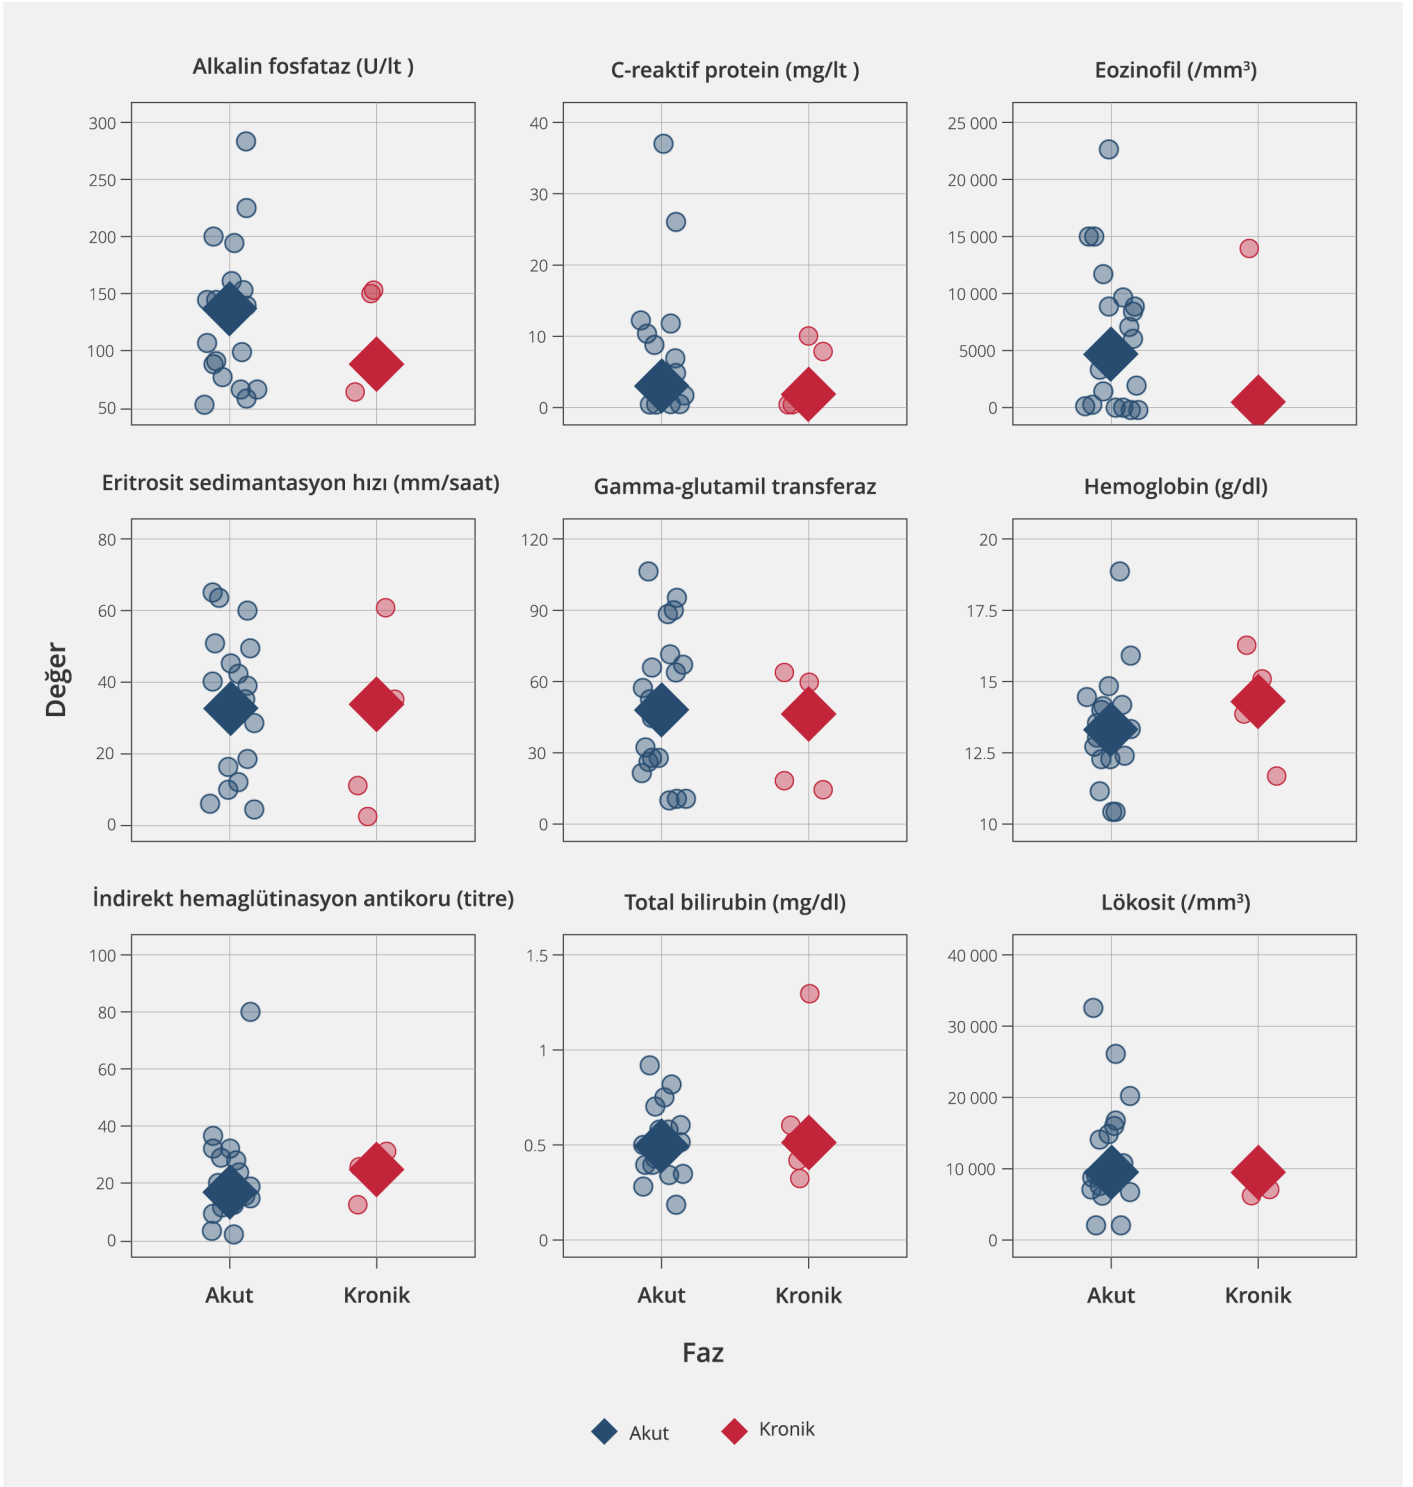 Alkalin fosfataz (U/lt )
C-reaktif protein (mg/lt )
Eozinofil (/mm³)
300
250
200
150
100
50
40
30
20
10
0
25 000
20 000
15 000
10 000
5000
0
Eritrosit sedimantasyon hızı (mm/saat)
Gamma-glutamil transferaz
Hemoglobin (g/dl)
80
60
40
20
0
120
90
60
30
0
20
17.5
15
12.5
10
Değer
İndirekt hemaglütinasyon antikoru (titre)
Total bilirubin (mg/dl)
Lökosit (/mm³)
100
80
60
40
20
0
1.5
1
0.5
0
40 000
30 000
20 000
10 000
0
Akut
Kronik
Akut
Kronik
Akut
Kronik
Faz
Akut
Kronik